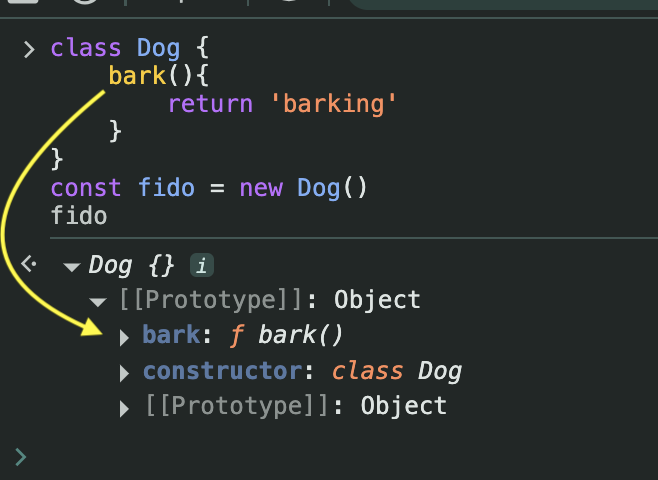 class Dog {
bark(){
return 'barking'
}
}
const fido = new Dog()
fido
Dog {} i
[[Prototype]]: Object
bark: ƒ bark()
constructor: class Dog
[[Prototype]]: Object